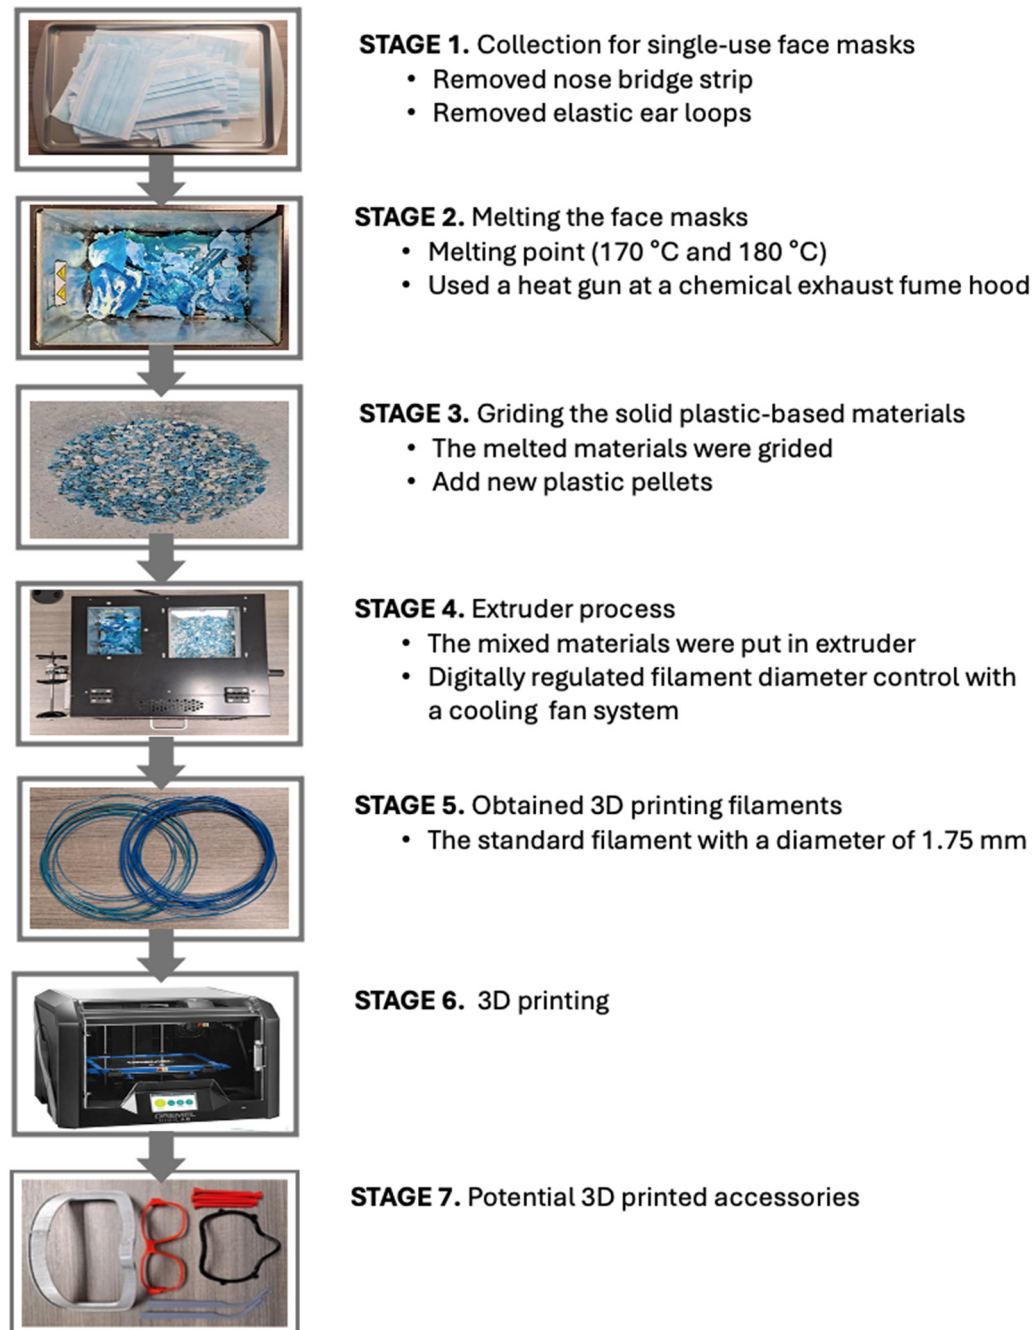 STAGE 1. Collection for single-use face masks
• Removed nose bridge strip
• Removed elastic ear loops
STAGE 2. Melting the face masks
• Melting point (170 °C and 180 °C)
• Used a heat gun at a chemical exhaust fume hood
STAGE 3. Griding the solid plastic-based materials
• The melted materials were grided
• Add new plastic pellets
STAGE 4. Extruder process
• The mixed materials were put in extruder
• Digitally regulated filament diameter control with
a cooling fan system
STAGE 5. Obtained 3D printing filaments
• The standard filament with a diameter of 1.75 mm
STAGE 6. 3D printing
DREMEL
DIGILAB
STAGE 7. Potential 3D printed accessories